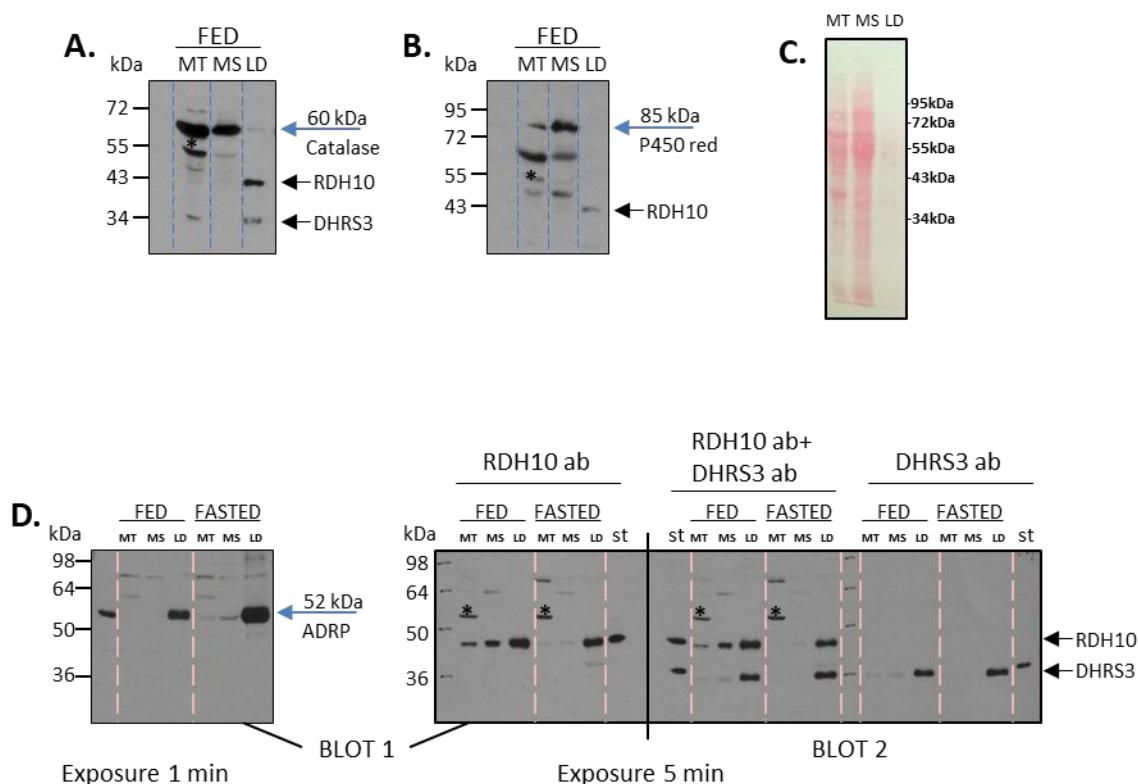 A.
FED
kDa
MT MS LD
72
55
43
34
*
60 kDa
Catalase
RDH10
DHRS3
B.
FED
MT MS LD
95
72
55
43
*
85 kDa
P450 red
RDH10
C.
MT MS LD
95kDa
72kDa
55kDa
43kDa
34kDa
D.
kDa
FED FASTED
MT MS LD MT MS LD
98
64
50
36
52 kDa
ADRP
RDH10 ab
RDH10 ab+
DHRS3 ab
DHRS3 ab
kDa
FED FASTED
MT MS LD MT MS LD st
st MT MS LD MT MS LD
FED FASTED
FED FASTED
MT MS LD MT MS LD st
98
64
50
36
* * * *
RDH10
DHRS3
BLOT 1
BLOT 2
Exposure 1 min
Exposure 5 min